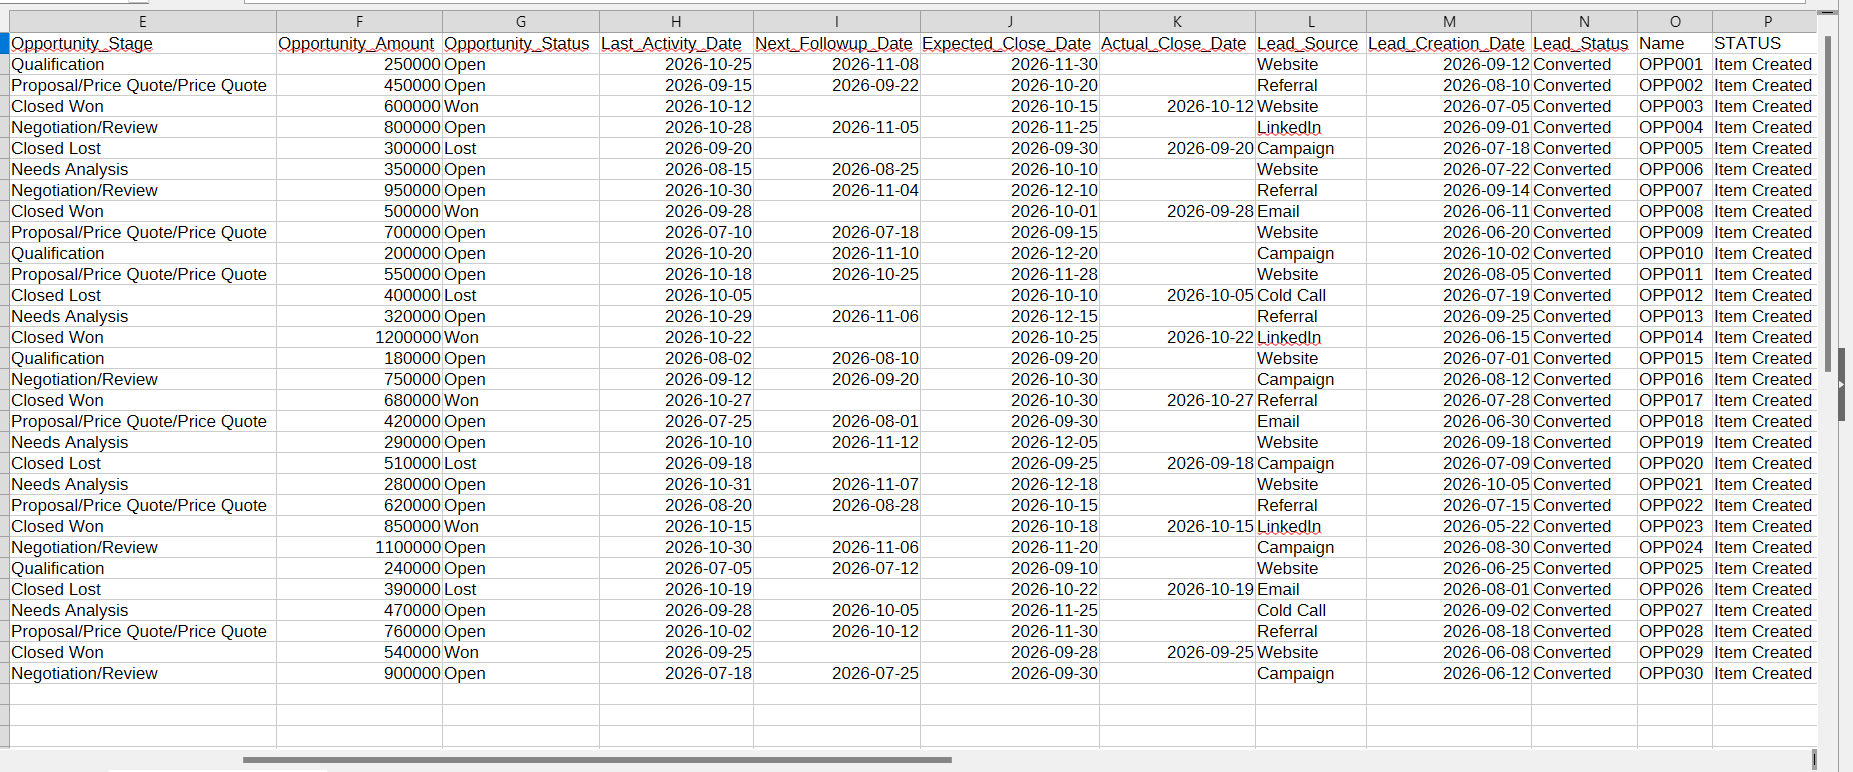 E F G H I J K L M N O P
Opportunity_Stage Opportunity_Amount Opportunity_Status Last_Activity_Date Next_Followup_Date Expected_Close_Date Actual_Close_Date Lead_Source Lead_Creation_Date Lead_Status Name STATUS
Qualification 250000 Open 2026-10-25 2026-11-08 2026-11-30 Website 2026-09-12 Converted OPP001 Item Created
Proposal/Price Quote/Price Quote 450000 Open 2026-09-15 2026-09-22 2026-10-20 Referral 2026-08-10 Converted OPP002 Item Created
Closed Won 600000 Won 2026-10-12 2026-10-15 2026-10-12 Website 2026-07-05 Converted OPP003 Item Created
Negotiation/Review 800000 Open 2026-10-28 2026-11-05 2026-11-25 LinkedIn 2026-09-01 Converted OPP004 Item Created
Closed Lost 300000 Lost 2026-09-20 2026-09-30 2026-09-20 Campaign 2026-07-18 Converted OPP005 Item Created
Needs Analysis 350000 Open 2026-08-15 2026-08-25 2026-10-10 Website 2026-07-22 Converted OPP006 Item Created
Negotiation/Review 950000 Open 2026-10-30 2026-11-04 2026-12-10 Referral 2026-09-14 Converted OPP007 Item Created
Closed Won 500000 Won 2026-09-28 2026-10-01 2026-09-28 Email 2026-06-11 Converted OPP008 Item Created
Proposal/Price Quote/Price Quote 700000 Open 2026-07-10 2026-07-18 2026-09-15 Website 2026-06-20 Converted OPP009 Item Created
Qualification 200000 Open 2026-10-20 2026-11-10 2026-12-20 Campaign 2026-10-02 Converted OPP010 Item Created
Proposal/Price Quote/Price Quote 550000 Open 2026-10-18 2026-10-25 2026-11-28 Website 2026-08-05 Converted OPP011 Item Created
Closed Lost 400000 Lost 2026-10-05 2026-10-10 2026-10-05 Cold Call 2026-07-19 Converted OPP012 Item Created
Needs Analysis 320000 Open 2026-10-29 2026-11-06 2026-12-15 Referral 2026-09-25 Converted OPP013 Item Created
Closed Won 1200000 Won 2026-10-22 2026-10-25 2026-10-22 LinkedIn 2026-06-15 Converted OPP014 Item Created
Qualification 180000 Open 2026-08-02 2026-08-10 2026-09-20 Website 2026-07-01 Converted OPP015 Item Created
Negotiation/Review 750000 Open 2026-09-12 2026-09-20 2026-10-30 Campaign 2026-08-12 Converted OPP016 Item Created
Closed Won 680000 Won 2026-10-27 2026-10-30 2026-10-27 Referral 2026-07-28 Converted OPP017 Item Created
Proposal/Price Quote/Price Quote 420000 Open 2026-07-25 2026-08-01 2026-09-30 Email 2026-06-30 Converted OPP018 Item Created
Needs Analysis 290000 Open 2026-10-10 2026-11-12 2026-12-05 Website 2026-09-18 Converted OPP019 Item Created
Closed Lost 510000 Lost 2026-09-18 2026-09-25 2026-09-18 Campaign 2026-07-09 Converted OPP020 Item Created
Needs Analysis 280000 Open 2026-10-31 2026-11-07 2026-12-18 Website 2026-10-05 Converted OPP021 Item Created
Proposal/Price Quote/Price Quote 620000 Open 2026-08-20 2026-08-28 2026-10-15 Referral 2026-07-15 Converted OPP022 Item Created
Closed Won 850000 Won 2026-10-15 2026-10-18 2026-10-15 LinkedIn 2026-05-22 Converted OPP023 Item Created
Negotiation/Review 1100000 Open 2026-10-30 2026-11-06 2026-11-20 Campaign 2026-08-30 Converted OPP024 Item Created
Qualification 240000 Open 2026-07-05 2026-07-12 2026-09-10 Website 2026-06-25 Converted OPP025 Item Created
Closed Lost 390000 Lost 2026-10-19 2026-10-22 2026-10-19 Email 2026-08-01 Converted OPP026 Item Created
Needs Analysis 470000 Open 2026-09-28 2026-10-05 2026-11-25 Cold Call 2026-09-02 Converted OPP027 Item Created
Proposal/Price Quote/Price Quote 760000 Open 2026-10-02 2026-10-12 2026-11-30 Referral 2026-08-18 Converted OPP028 Item Created
Closed Won 540000 Won 2026-09-25 2026-09-28 2026-09-25 Website 2026-06-08 Converted OPP029 Item Created
Negotiation/Review 900000 Open 2026-07-18 2026-07-25 2026-09-30 Campaign 2026-06-12 Converted OPP030 Item Created